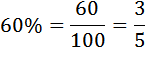 60% = 60/100 = 3/5